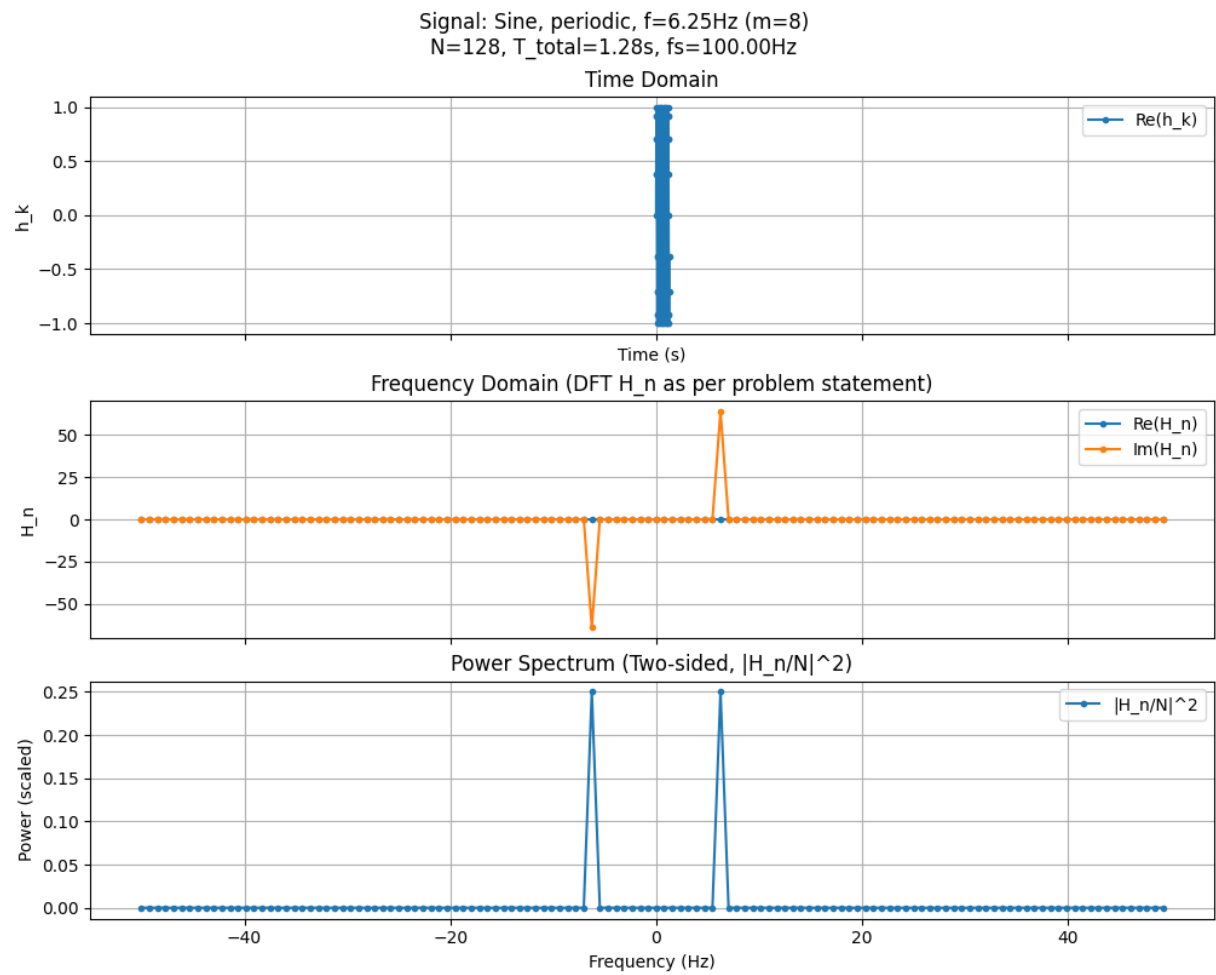 Signal: Sine, periodic, f=6.25Hz (m=8)
N=128, T_total=1.28s, fs=100.00Hz
Time Domain
1.0
0.5
0.0
−0.5
−1.0
h_k
Re(h_k)
Time (s)
Frequency Domain (DFT H_n as per problem statement)
50
25
0
−25
−50
H_n
Re(H_n)
Im(H_n)
Power Spectrum (Two-sided, |H_n/N|^2)
0.25
0.20
0.15
0.10
0.05
0.00
Power (scaled)
|H_n/N|^2
−40 −20 0 20 40
Frequency (Hz)